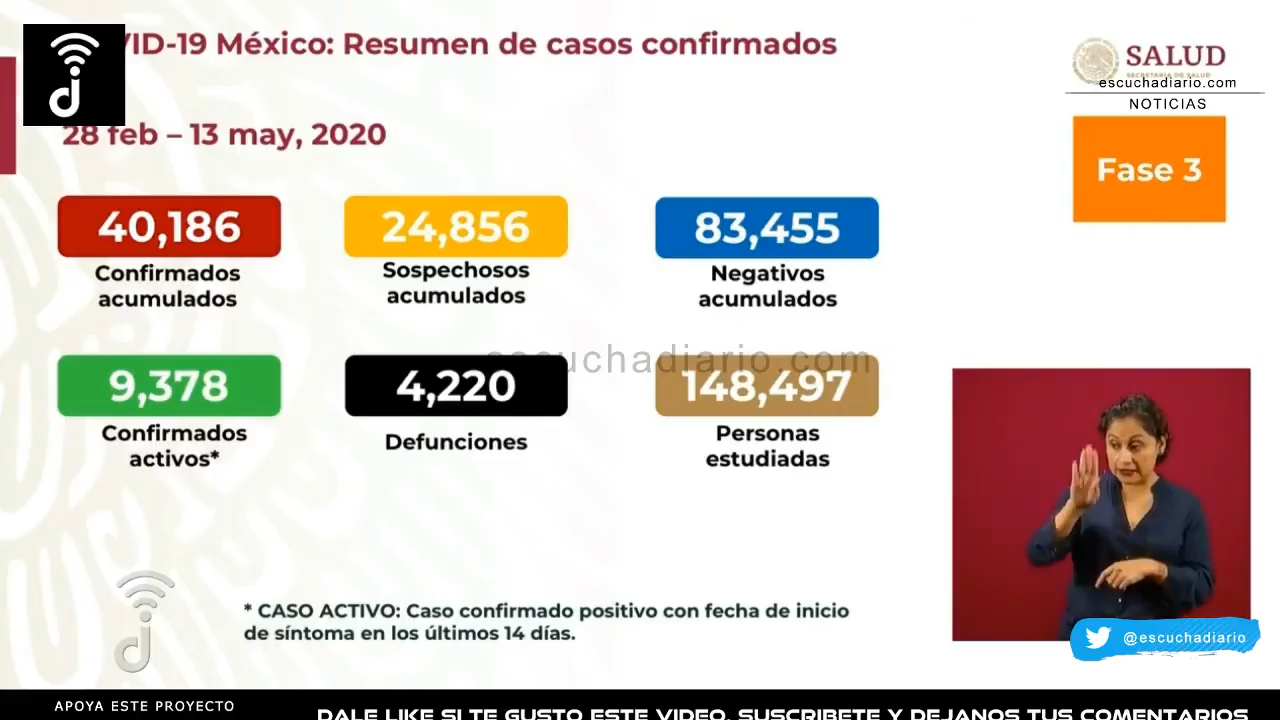 VID-19 México: Resumen de casos confirmados
28 feb – 13 may, 2020
SALUD
SECRETARÍA DE SALUD
escuchadiario.com
NOTICIAS
Fase 3
40,186
Confirmados
acumulados
24,856
Sospechosos
acumulados
83,455
Negativos
acumulados
escuchadiario.com
9,378
Confirmados
activos*
4,220
Defunciones
148,497
Personas
estudiadas
* CASO ACTIVO: Caso confirmado positivo con fecha de inicio
de síntoma en los últimos 14 días.
@escuchadiario
APOYA ESTE PROYECTO
DALE LIKE SI TE GUSTO ESTE VIDEO, SUSCRIBETE Y DEJANOS TUS COMENTARIOS